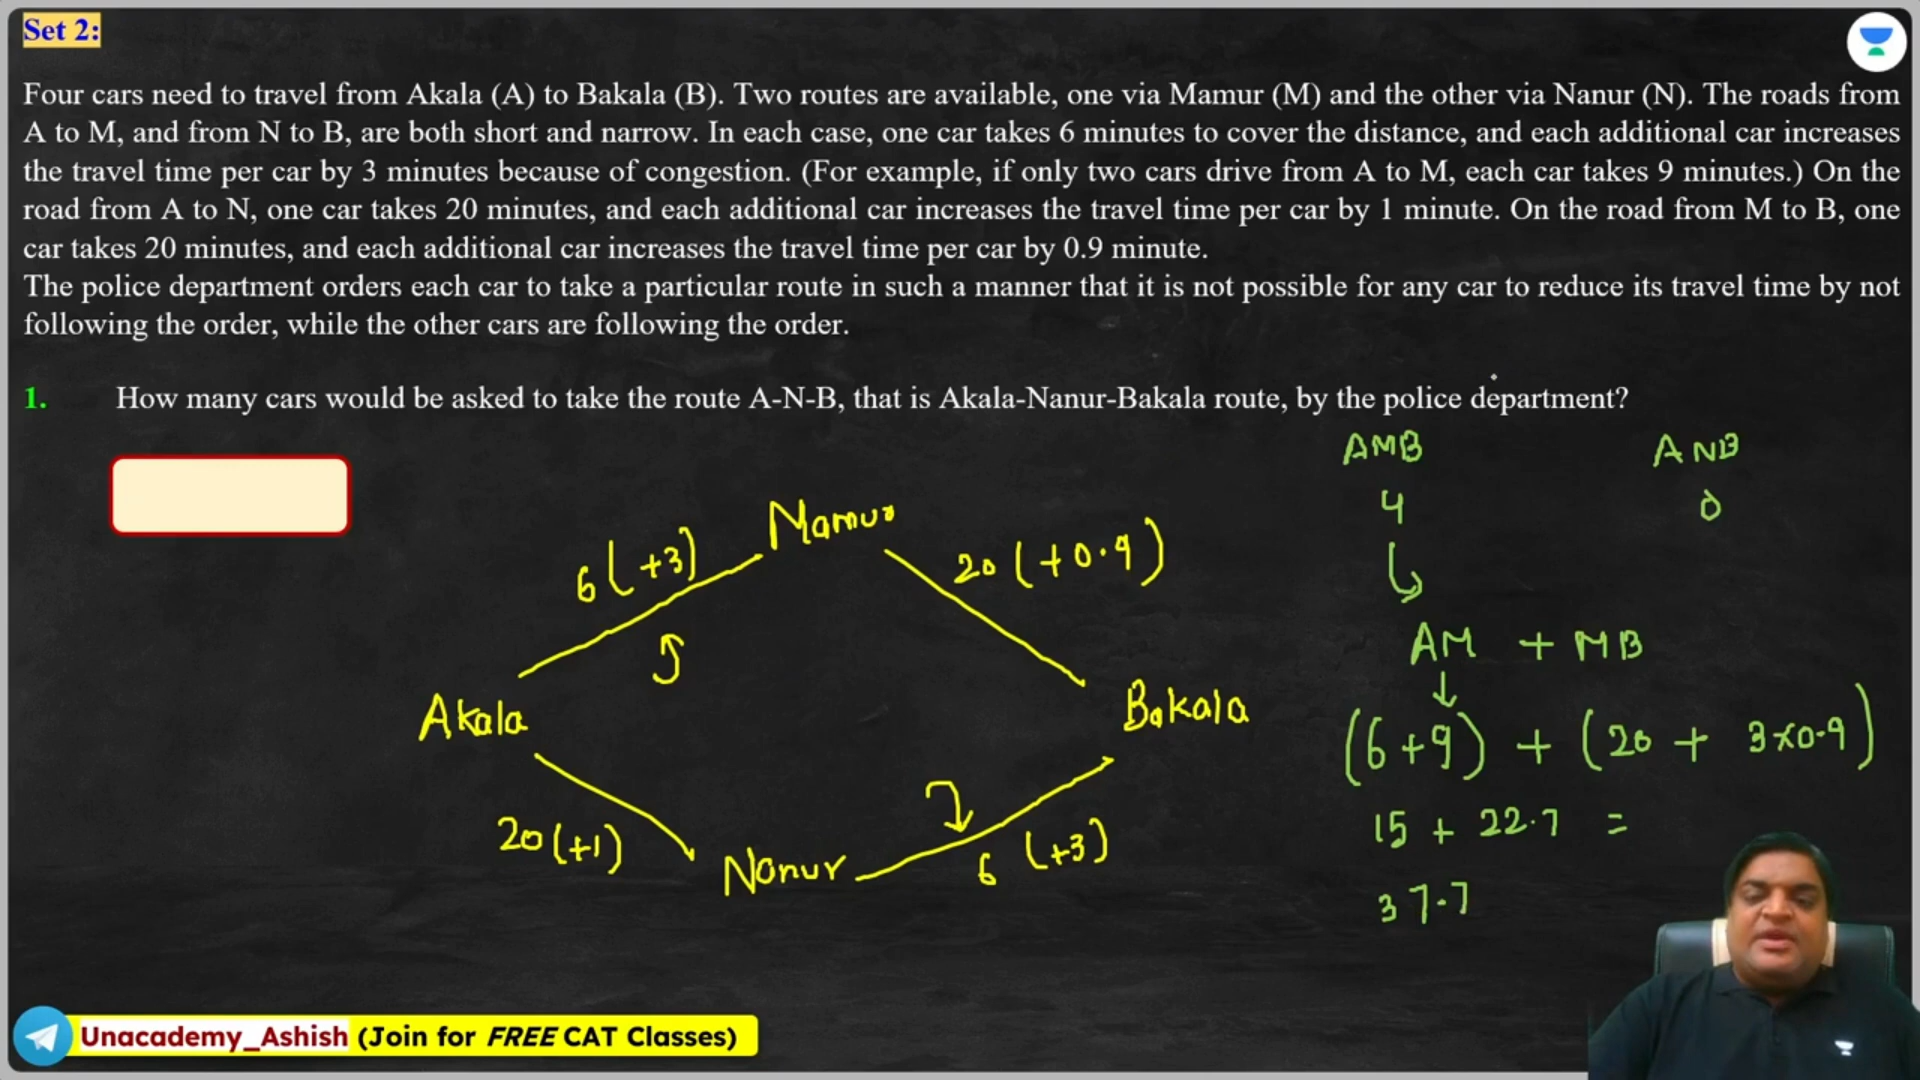 Set 2:
Four cars need to travel from Akala (A) to Bakala (B). Two routes are available, one via Mamur (M) and the other via Nanur (N). The roads from
A to M, and from N to B, are both short and narrow. In each case, one car takes 6 minutes to cover the distance, and each additional car increases
the travel time per car by 3 minutes because of congestion. (For example, if only two cars drive from A to M, each car takes 9 minutes.) On the
road from A to N, one car takes 20 minutes, and each additional car increases the travel time per car by 1 minute. On the road from M to B, one
car takes 20 minutes, and each additional car increases the travel time per car by 0.9 minute.
The police department orders each car to take a particular route in such a manner that it is not possible for any car to reduce its travel time by not
following the order, while the other cars are following the order.
1. How many cars would be asked to take the route A-N-B, that is Akala-Nanur-Bakala route, by the police department?
AMB ANB
4 0
Mamur
6(+3) 20(+0.9)
AM + MB
Akala Bakala
(6+9) + (20 + 3×0.9)
20(+1) Nanur 6 (+3)
15 + 22.7 =
37.7
Unacademy_Ashish (Join for FREE CAT Classes)